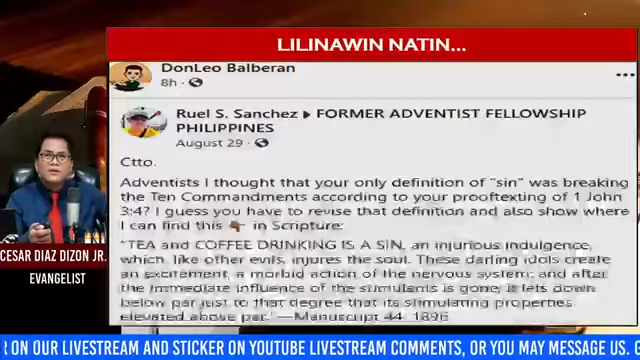 LILINAWIN NATIN...
DonLeo Balberan
8h ·
Ruel S. Sanchez ▸ FORMER ADVENTIST FELLOWSHIP
PHILIPPINES
August 29 ·
Ctto.
Adventists I thought that your only definition of "sin" was breaking
the Ten Commandments according to your prooftexting of 1 John
3:4? I guess you have to revise that definition and also show where
I can find this 👇 in Scripture:
"TEA and COFFEE DRINKING IS A SIN, an injurious indulgence,
which, like other evils, injures the soul. These darling idols create
an excitement, a morbid action of the nervous system; and after
the immediate influence of the stimulants is gone, it lets down
below par just to that degree that its stimulating properties
elevated above par."—Manuscript 44, 1896
CESAR DIAZ DIZON JR.
EVANGELIST
R ON OUR LIVESTREAM AND STICKER ON YOUTUBE LIVESTREAM COMMENTS, OR YOU MAY MESSAGE US,